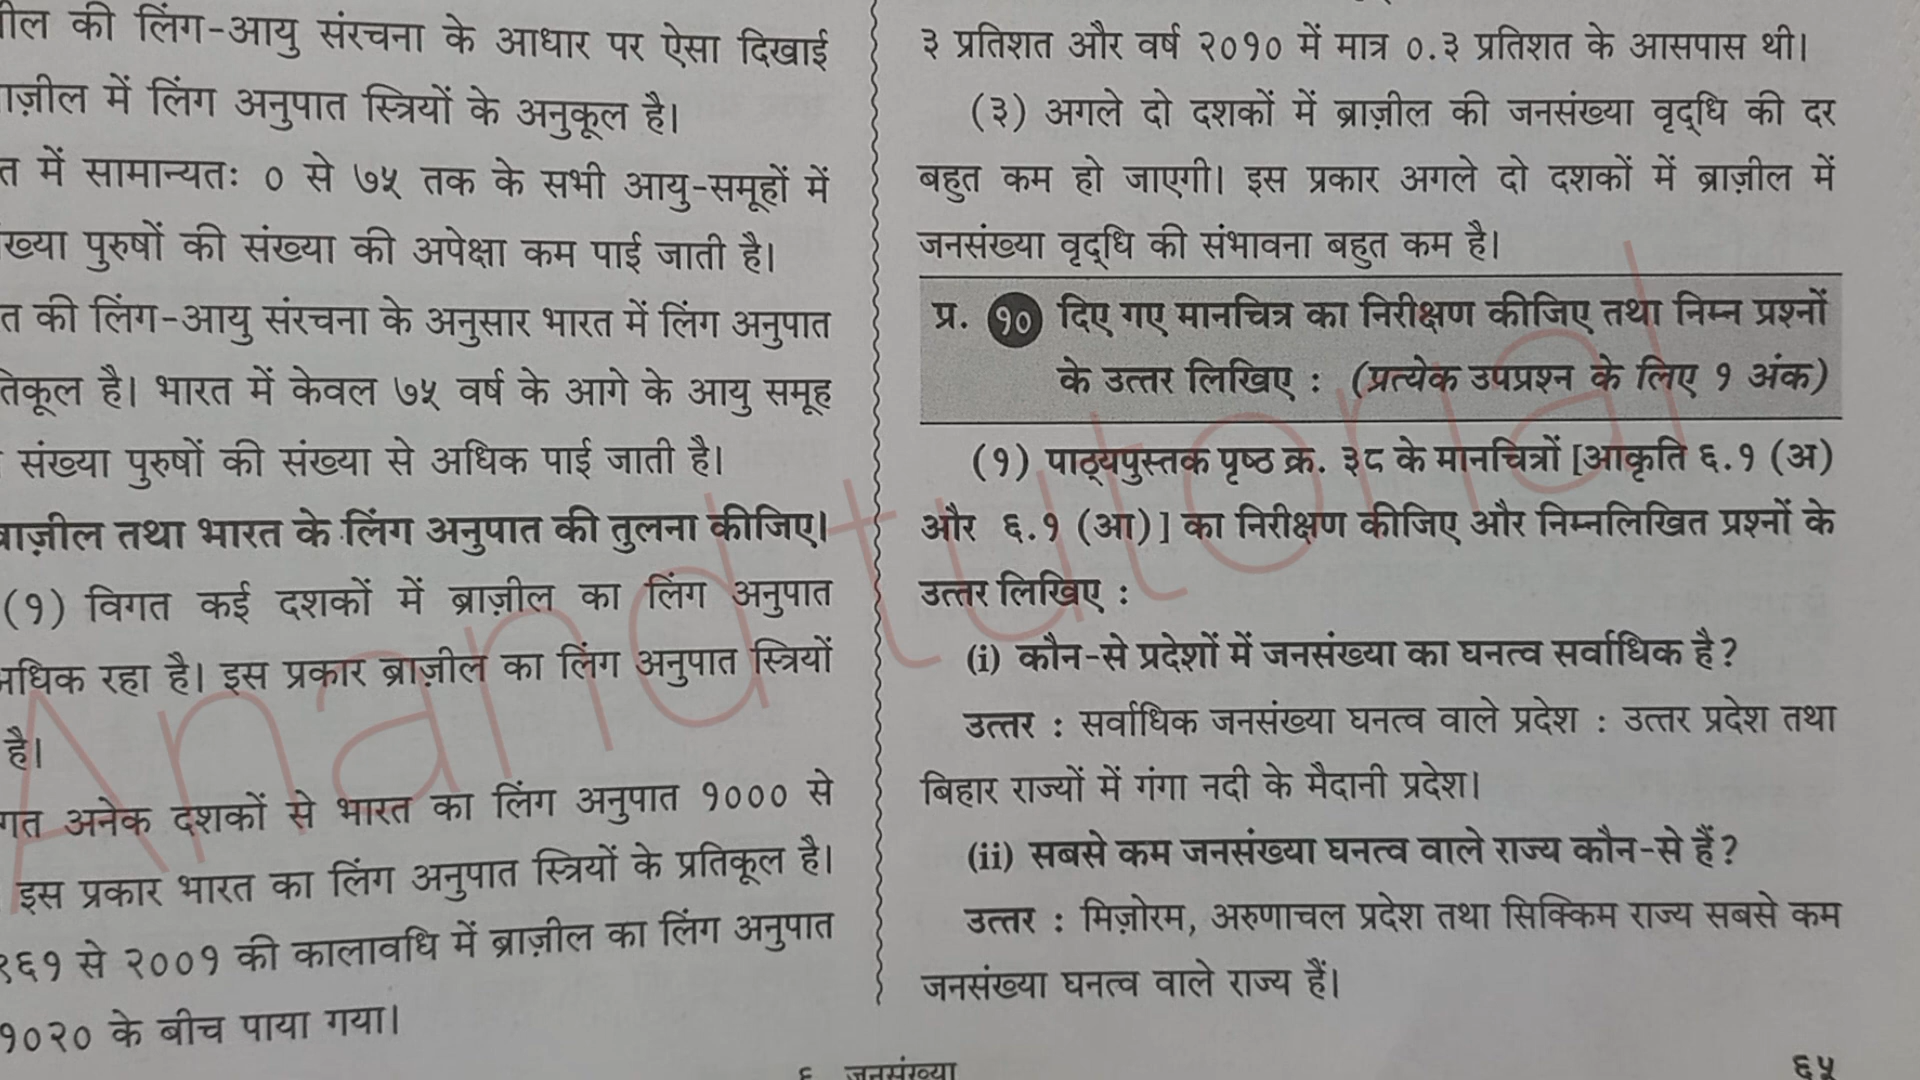 की लिंग-आयु संरचना के आधार पर ऐसा दिखाई
में लिंग अनुपात स्त्रियों के अनुकूल है।
में सामान्यतः ० से ७५ तक के सभी आयु-समूहों में
पुरुषों की संख्या की अपेक्षा कम पाई जाती है।
की लिंग-आयु संरचना के अनुसार भारत में लिंग अनुपात
है। भारत में केवल ७५ वर्ष के आगे के आयु समूह
संख्या पुरुषों की संख्या से अधिक पाई जाती है।
तथा भारत के लिंग अनुपात की तुलना कीजिए।
(१) विगत कई दशकों में ब्राज़ील का लिंग अनुपात
रहा है। इस प्रकार ब्राज़ील का लिंग अनुपात स्त्रियों
है।
अनेक दशकों से भारत का लिंग अनुपात १००० से
इस प्रकार भारत का लिंग अनुपात स्त्रियों के प्रतिकूल है।
से २००१ की कालावधि में ब्राज़ील का लिंग अनुपात
१०२० के बीच पाया गया।
३ प्रतिशत और वर्ष २०१० में मात्र ०.३ प्रतिशत के आसपास थी।
(३) अगले दो दशकों में ब्राज़ील की जनसंख्या वृद्धि की दर
बहुत कम हो जाएगी। इस प्रकार अगले दो दशकों में ब्राज़ील में
जनसंख्या वृद्धि की संभावना बहुत कम है।
प्र. १० दिए गए मानचित्र का निरीक्षण कीजिए तथा निम्न प्रश्नों
के उत्तर लिखिए : (प्रत्येक उपप्रश्न के लिए १ अंक)
(१) पाठ्यपुस्तक पृष्ठ क्र. ३८ के मानचित्रों [आकृति ६.१ (अ)
और ६.१ (आ)] का निरीक्षण कीजिए और निम्नलिखित प्रश्नों के
उत्तर लिखिए :
(i) कौन-से प्रदेशों में जनसंख्या का घनत्व सर्वाधिक है?
उत्तर : सर्वाधिक जनसंख्या घनत्व वाले प्रदेश : उत्तर प्रदेश तथा
बिहार राज्यों में गंगा नदी के मैदानी प्रदेश।
(ii) सबसे कम जनसंख्या घनत्व वाले राज्य कौन-से हैं?
उत्तर : मिज़ोरम, अरुणाचल प्रदेश तथा सिक्किम राज्य सबसे कम
जनसंख्या घनत्व वाले राज्य हैं।
६ जनसंख्या
६५
Anand tutorial